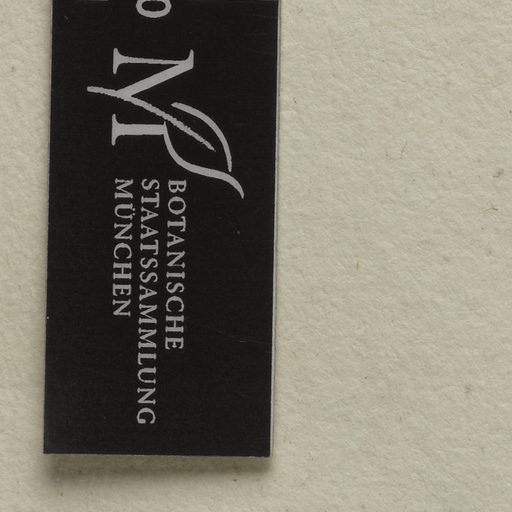 M
BOTANISCHE
STAATSSAMMLUNG
MÜNCHEN